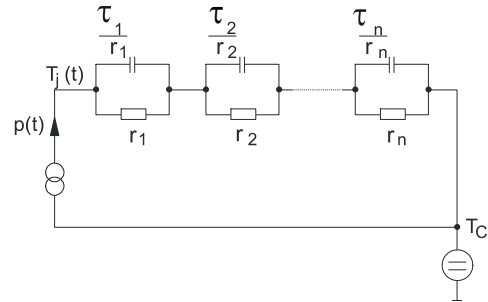 τ1 τ2 τn
r1 r2 rn
Tj (t)
p(t)
r1 r2 rn
TC